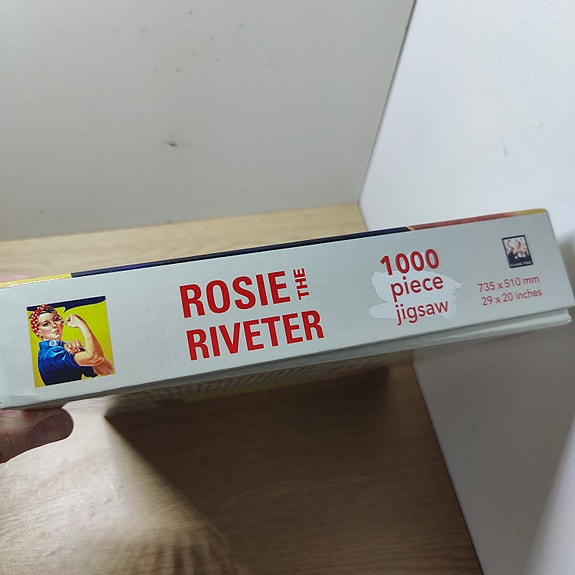 ROSIE THE
RIVETER
1000
piece
jigsaw
735 x 510 mm
29 x 20 inches